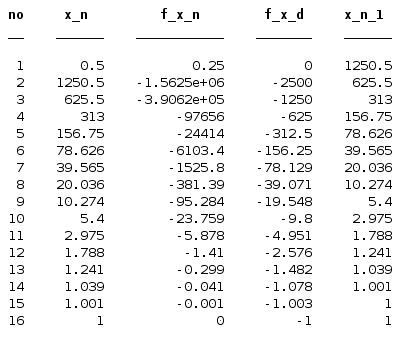 no x_n f_x_n f_x_d x_n_1
1 0.5 0.25 0 1250.5
2 1250.5 -1.5625e+06 -2500 625.5
3 625.5 -3.9062e+05 -1250 313
4 313 -97656 -625 156.75
5 156.75 -24414 -312.5 78.626
6 78.626 -6103.4 -156.25 39.565
7 39.565 -1525.8 -78.129 20.036
8 20.036 -381.39 -39.071 10.274
9 10.274 -95.284 -19.548 5.4
10 5.4 -23.759 -9.8 2.975
11 2.975 -5.878 -4.951 1.788
12 1.788 -1.41 -2.576 1.241
13 1.241 -0.299 -1.482 1.039
14 1.039 -0.041 -1.078 1.001
15 1.001 -0.001 -1.003 1
16 1 0 -1 1